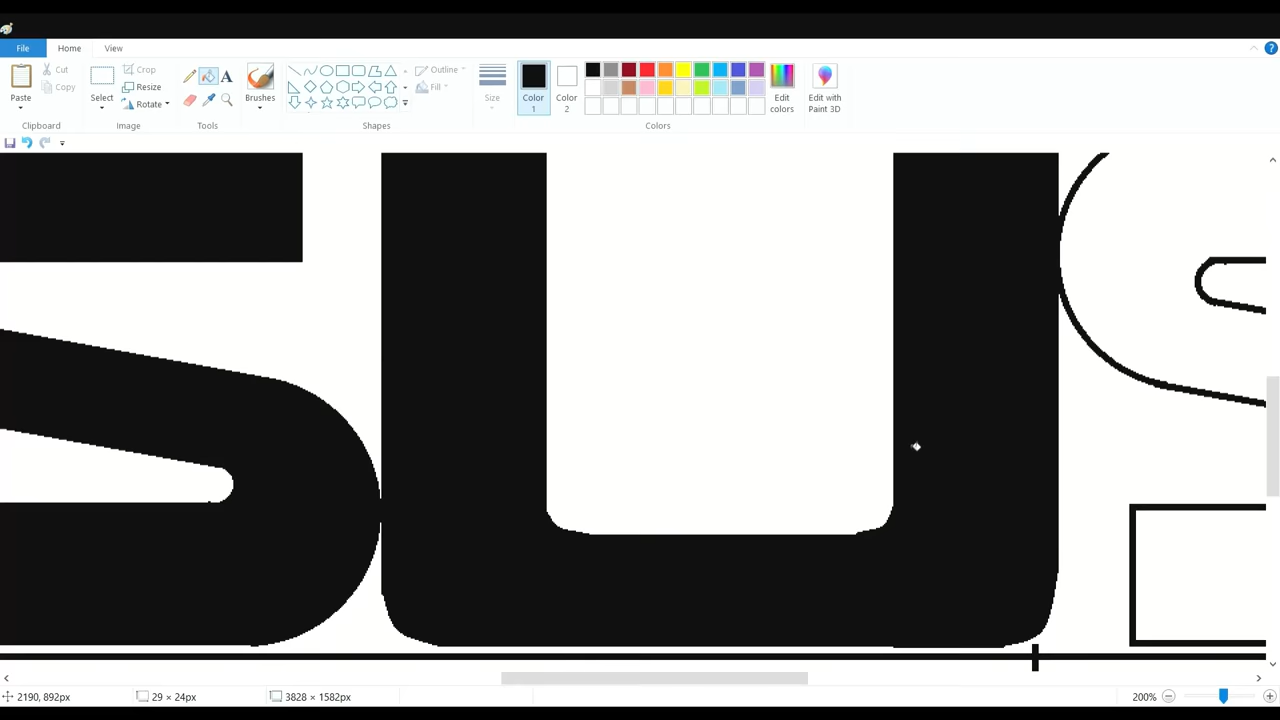 File Home View
Paste
Cut
Copy
Clipboard
Select
Crop
Resize
Rotate
Image
A
Tools
Brushes
Shapes
Outline
Fill
Size
Color 1
Color 2
Edit colors
Colors
Edit with Paint 3D
SUS
2190, 892px 29 × 24px 3828 × 1582px 200%